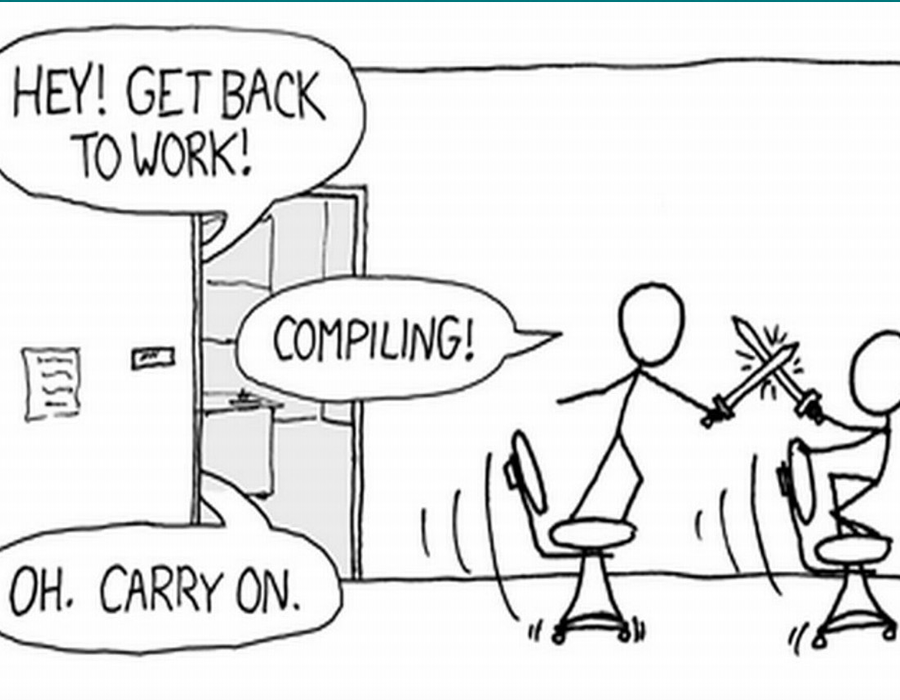 HEY! GET BACK
TO WORK!
COMPILING!
OH. CARRY ON.